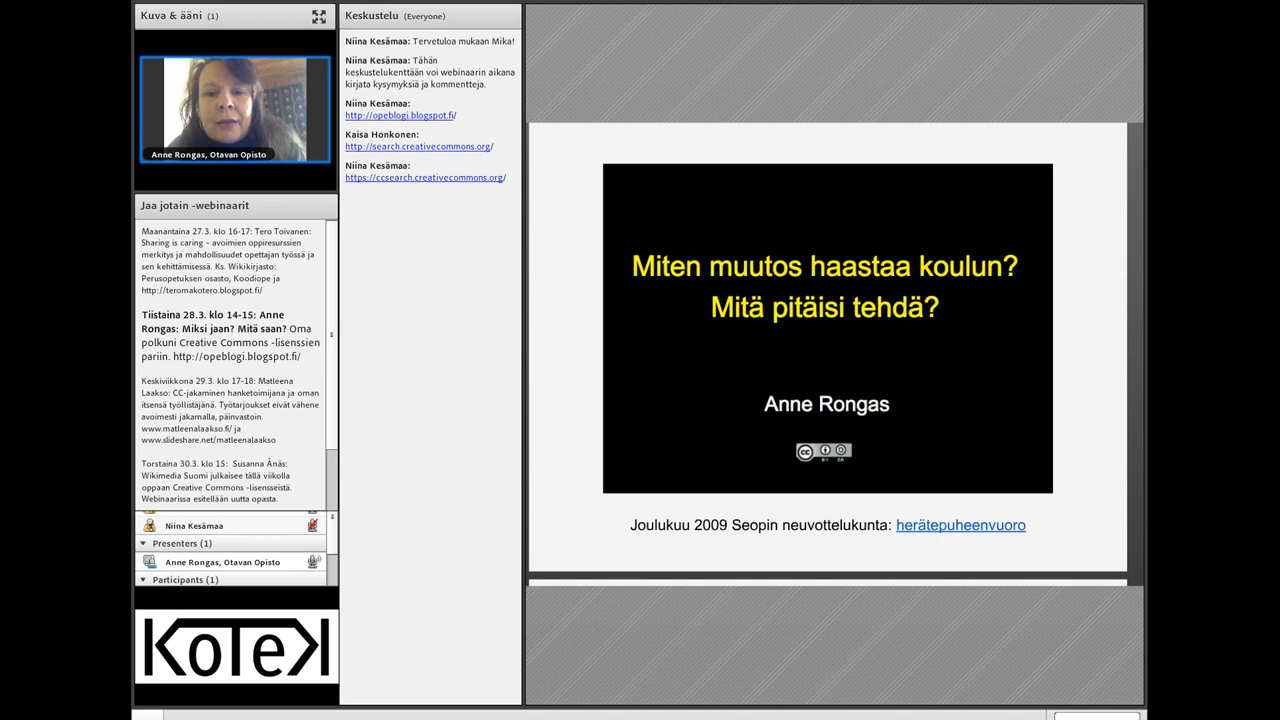 Kuva & ääni (1)
Anne Rongas, Otavan Opisto
Jaa jotain -webinaarit
Maanantaina 27.3. klo 16-17: Tero Toivanen:
Sharing is caring - avoimien oppiresurssien
merkitys ja mahdollisuudet opettajan työssä ja
sen kehittämisessä. Ks. Wikikirjasto:
Perusopetuksen osasto, Koodiope ja
http://teromakotero.blogspot.fi/
Tiistaina 28.3. klo 14-15: Anne
Rongas: Miksi jaan? Mitä saan? Oma
polkuni Creative Commons -lisenssien
pariin. http://opeblogi.blogspot.fi/
Keskiviikkona 29.3. klo 17-18: Matleena
Laakso: CC-jakaminen hanketoimijana ja oman
itsensä työllistäjänä. Työtarjoukset eivät vähene
avoimesti jakamalla, päinvastoin.
www.matleenalaakso.fi/ ja
www.slideshare.net/matleenalaakso
Torstaina 30.3. klo 15: Susanna Ånäs:
Wikimedia Suomi julkaisee tällä viikolla
oppaan Creative Commons -lisensseistä.
Webinaarissa esitellään uutta opasta.
Niina Kesämaa
Presenters (1)
Anne Rongas, Otavan Opisto
Participants (1)
KoTeK
Keskustelu (Everyone)
Niina Kesämaa: Tervetuloa mukaan Mika!
Niina Kesämaa: Tähän
keskustelukenttään voi webinaarin aikana
kirjata kysymyksiä ja kommentteja.
Niina Kesämaa:
http://opeblogi.blogspot.fi/
Kaisa Honkonen:
http://search.creativecommons.org/
Niina Kesämaa:
https://ccsearch.creativecommons.org/
Miten muutos haastaa koulun?
Mitä pitäisi tehdä?
Anne Rongas
cc
BY
Joulukuu 2009 Seopin neuvottelukunta: herätepuheenvuoro